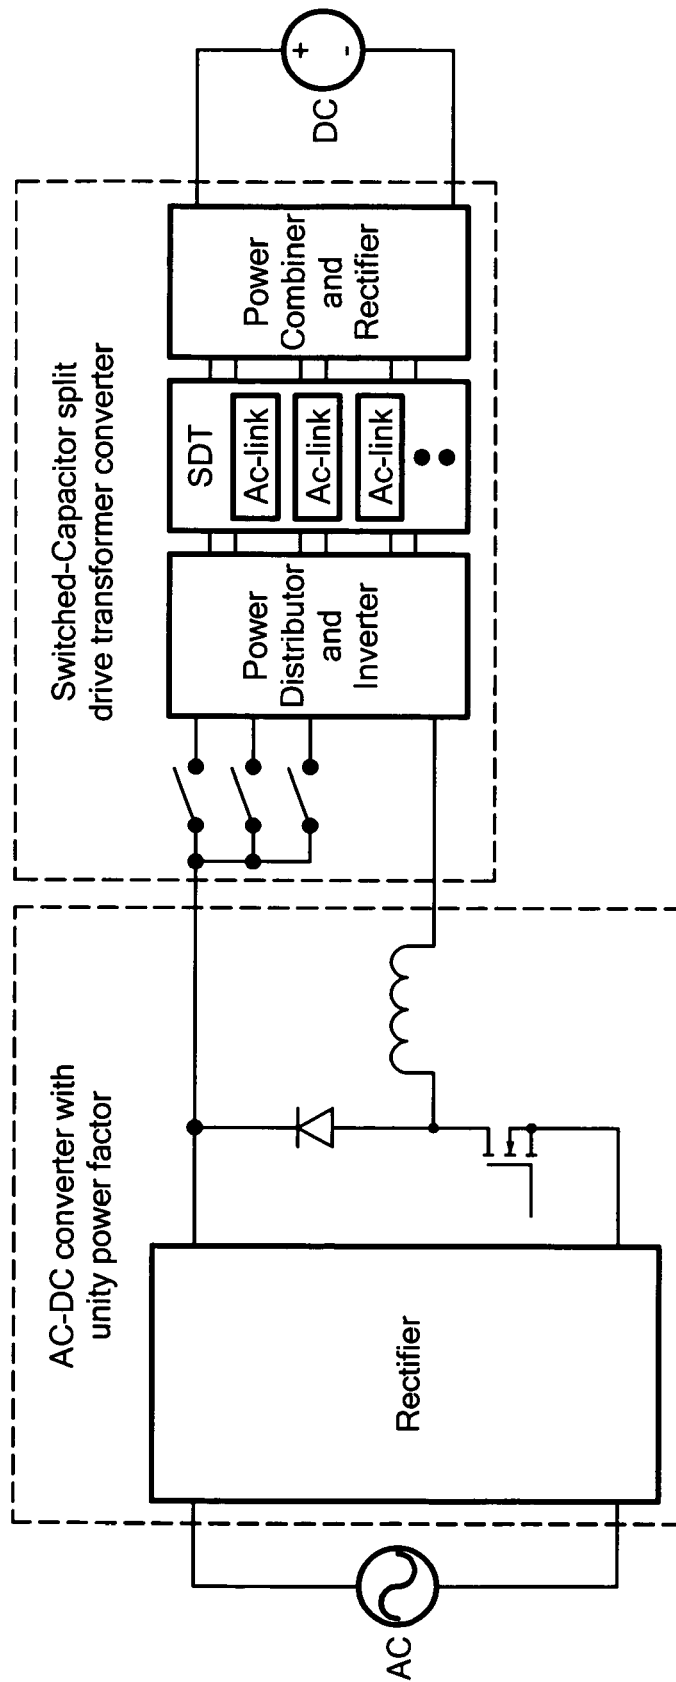 AC-DC converter with
unity power factor
AC
Rectifier
Switched-Capacitor split
drive transformer converter
Power
Distributor
and
Inverter
SDT
Ac-link
Ac-link
Ac-link
Power
Combiner
and
Rectifier
DC
+
-